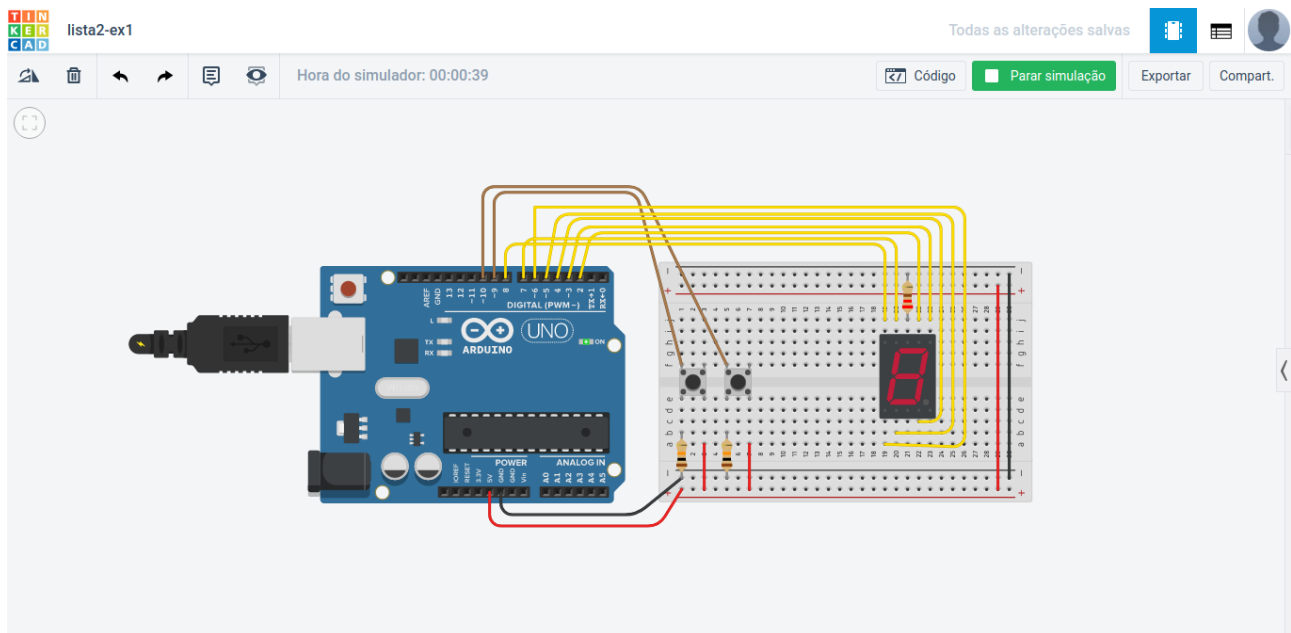 TINKERCAD
lista2-ex1
Todas as alterações salvas
Hora do simulador: 00:00:39
Código
Parar simulação
Exportar
Compart.
AREF
GND
13
12
~11
~10
~9
8
7
~6
~5
4
~3
2
TX→1
RX←0
DIGITAL (PWM~)
L
TX
RX
UNO
ARDUINO
ON
POWER
ANALOG IN
IOREF
RESET
3.3V
5V
GND
GND
Vin
A0
A1
A2
A3
A4
A5
8